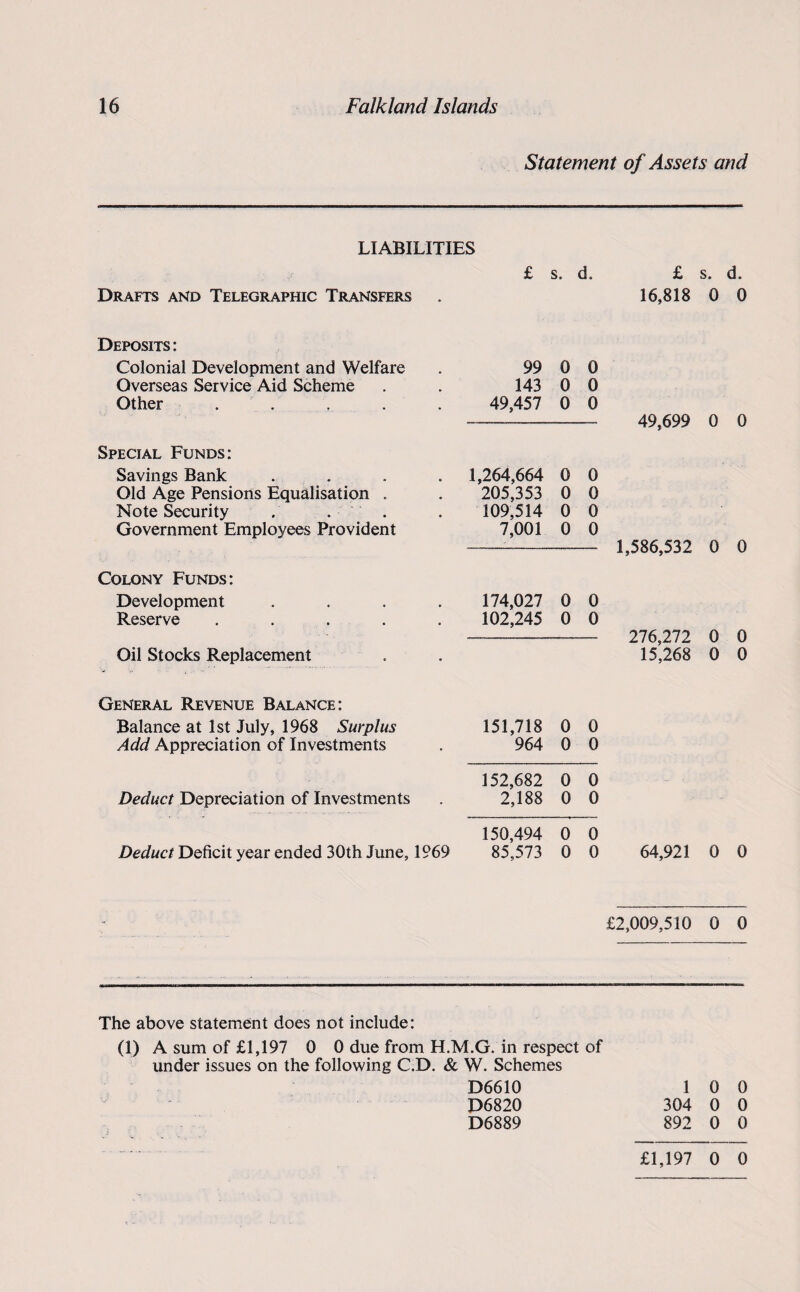 16 Falkland Islands
Statement of Assets and
LIABILITIES
£ s. d. £ s. d.
Drafts and Telegraphic Transfers . 16,818 0 0
Deposits:
Colonial Development and Welfare . 99 0 0
Overseas Service Aid Scheme . . 143 0 0
Other . . . . . 49,457 0 0
49,699 0 0
Special Funds:
Savings Bank . . . . 1,264,664 0 0
Old Age Pensions Equalisation . . 205,353 0 0
Note Security . . . . 109,514 0 0
Government Employees Provident 7,001 0 0
1,586,532 0 0
Colony Funds:
Development . . . . 174,027 0 0
Reserve . . . . . 102,245 0 0
276,272 0 0
Oil Stocks Replacement . . 15,268 0 0
General Revenue Balance:
Balance at 1st July, 1968 Surplus 151,718 0 0
Add Appreciation of Investments . 964 0 0
152,682 0 0
Deduct Depreciation of Investments . 2,188 0 0
150,494 0 0
Deduct Deficit year ended 30th June, 1969 85,573 0 0 64,921 0 0
£2,009,510 0 0
The above statement does not include:
(1) A sum of £1,197 0 0 due from H.M.G. in respect of
under issues on the following C.D. & W. Schemes
D6610 1 0 0
D6820 304 0 0
D6889 892 0 0
£1,197 0 0